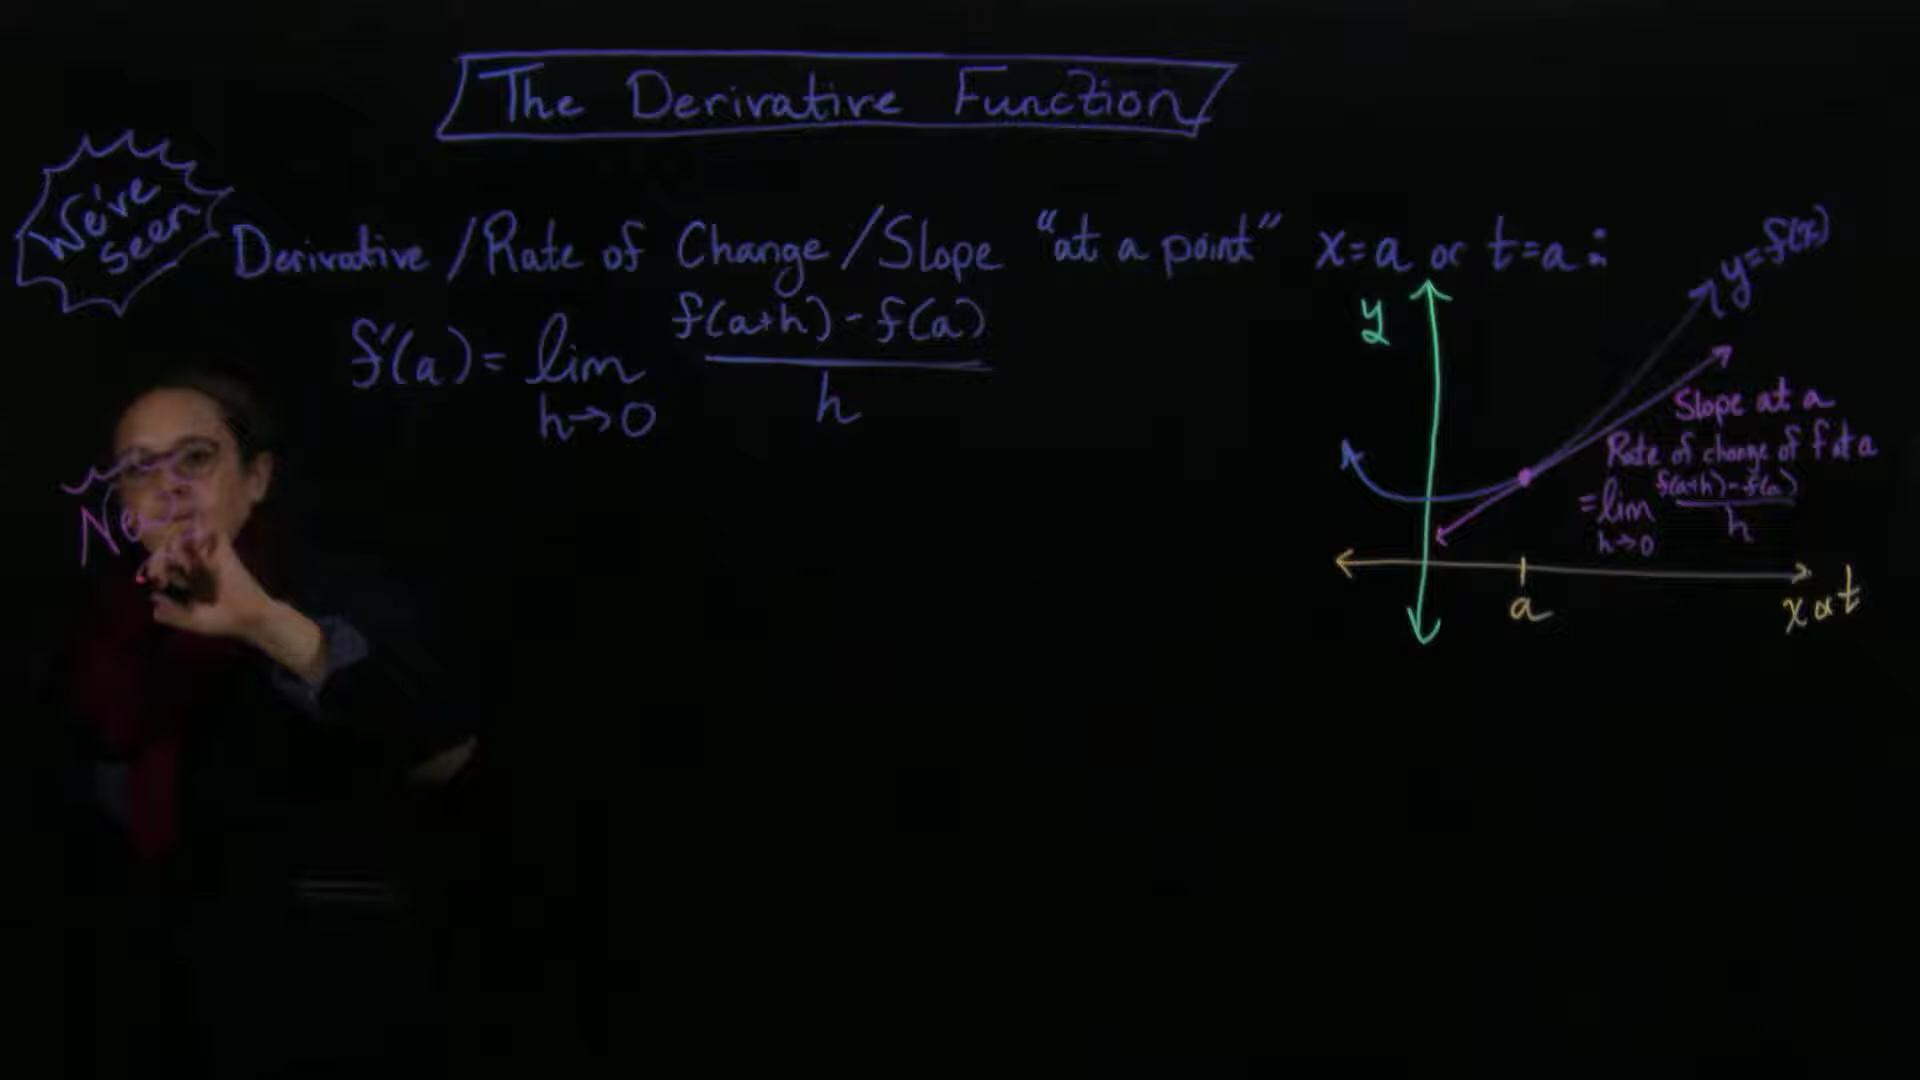 The Derivative Function
We've
seen
Derivative / Rate of Change / Slope "at a point" x=a or t=a:
f'(a) = lim h→0 f(a+h) - f(a) / h
y
y=f(x)
Slope at a
Rate of change of f at a
= lim h→0 f(a+h) - f(a) / h
a
x or t